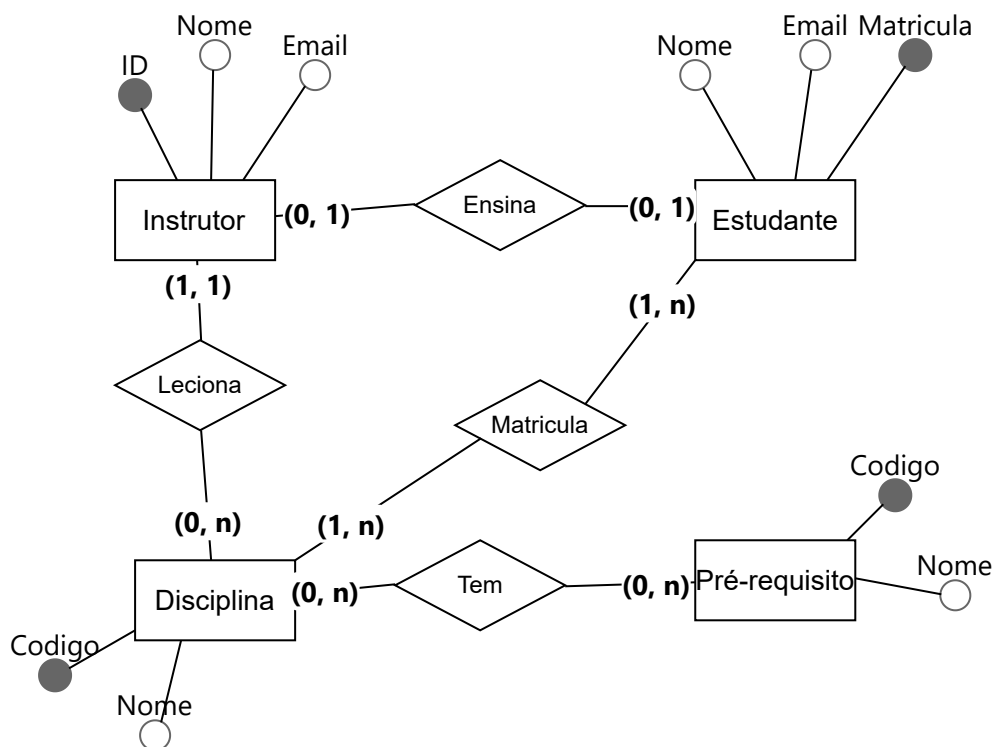 Nome
Email
ID
Nome
Email
Matricula
Instrutor
(0, 1)
Ensina
(0, 1)
Estudante
(1, 1)
(1, n)
Leciona
Matricula
(0, n)
(1, n)
Codigo
Disciplina
(0, n)
Tem
(0, n)
Pré-requisito
Nome
Codigo
Nome